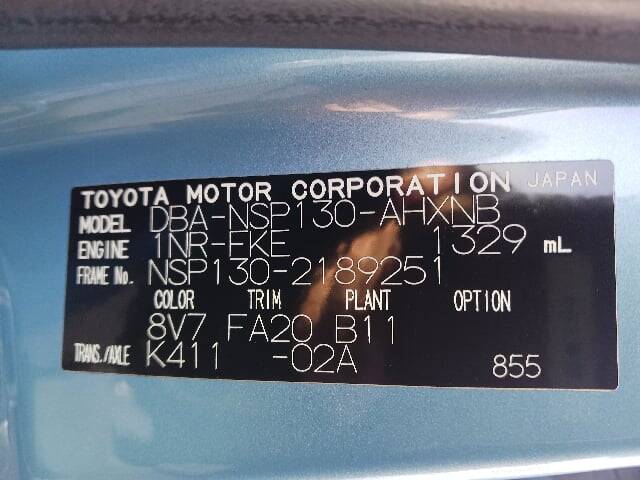 TOYOTA MOTOR CORPORATION JAPAN
MODEL DBA-NSP130-AHXNB
ENGINE 1NR-FKE 1329 mL
FRAME No. NSP130-2189251
COLOR TRIM PLANT OPTION
8V7 FA20 B11
TRANS./AXLE K411 -02A 855